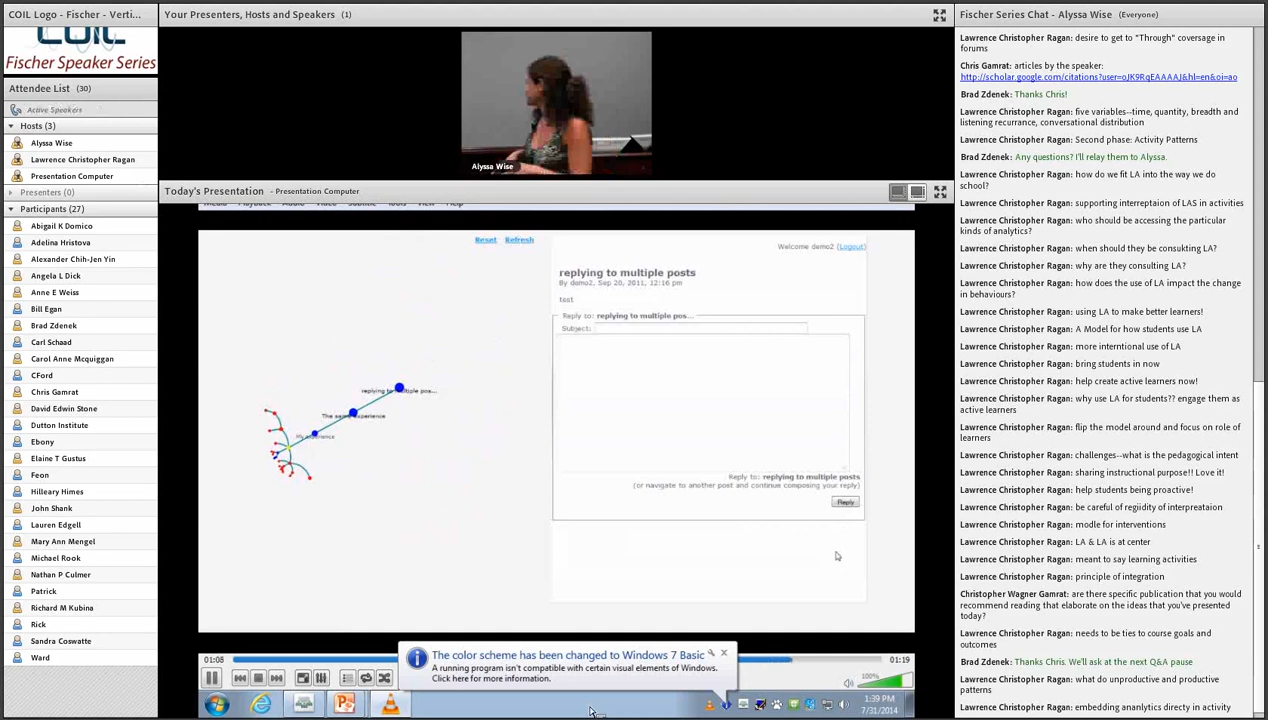 COIL Logo - Fischer - Verti...
COIL
Fischer Speaker Series
Attendee List (30)
Active Speakers
Hosts (3)
Alyssa Wise
Lawrence Christopher Ragan
Presentation Computer
Presenters (0)
Participants (27)
Abigail K Domico
Adelina Hristova
Alexander Chih-Jen Yin
Angela L Dick
Anne E Weiss
Bill Egan
Brad Zdenek
Carl Schaad
Carol Anne Mcquiggan
CFord
Chris Gamrat
David Edwin Stone
Dutton Institute
Ebony
Elaine T Gustus
Feon
Hilleary Himes
John Shank
Lauren Edgell
Mary Ann Mengel
Michael Rook
Nathan P Culmer
Patrick
Richard M Kubina
Rick
Sandra Coswatte
Ward
Your Presenters, Hosts and Speakers (1)
Alyssa Wise
Today's Presentation - Presentation Computer
Media Playback Audio Video Subtitle Tools View Help
Reset Refresh
Welcome demo2 (Logout)
replying to multiple posts
By demo2, Sep 20, 2011, 12:16 pm
test
Reply to: replying to multiple pos...
Subject:
replying to multiple pos...
The same experience
My experience
Reply to: replying to multiple posts
(or navigate to another post and continue composing your reply)
Reply
The color scheme has been changed to Windows 7 Basic
A running program isn't compatible with certain visual elements of Windows.
Click here for more information.
01:08
01:19
100%
1:39 PM
7/31/2014
Fischer Series Chat - Alyssa Wise (Everyone)
Lawrence Christopher Ragan: desire to get to "Through" coversage in
forums
Chris Gamrat: articles by the speaker:
http://scholar.google.com/citations?user=oJK9RqEAAAAJ&hl=en&oi=ao
Brad Zdenek: Thanks Chris!
Lawrence Christopher Ragan: five variables--time, quantity, breadth and
listening recurrance, conversational distribution
Lawrence Christopher Ragan: Second phase: Activity Patterns
Brad Zdenek: Any questions? I'll relay them to Alyssa.
Lawrence Christopher Ragan: how do we fit LA into the way we do
school?
Lawrence Christopher Ragan: supporting interreptaion of LAS in activities
Lawrence Christopher Ragan: who should be accessing the particular
kinds of analytics?
Lawrence Christopher Ragan: when should they be consukting LA?
Lawrence Christopher Ragan: why are they consulting LA?
Lawrence Christopher Ragan: how does the use of LA impact the change
in behaviours?
Lawrence Christopher Ragan: using LA to make better learners!
Lawrence Christopher Ragan: A Model for how students use LA
Lawrence Christopher Ragan: more interntional use of LA
Lawrence Christopher Ragan: bring students in now
Lawrence Christopher Ragan: help create active learners now!
Lawrence Christopher Ragan: why use LA for students?? engage them as
active learners
Lawrence Christopher Ragan: flip the model around and focus on role of
learners
Lawrence Christopher Ragan: challenges--what is the pedagogical intent
Lawrence Christopher Ragan: sharing instructional purpose!! Love it!
Lawrence Christopher Ragan: help students being proactive!
Lawrence Christopher Ragan: be careful of regiidity of interpreataion
Lawrence Christopher Ragan: modle for interventions
Lawrence Christopher Ragan: LA & LA is at center
Lawrence Christopher Ragan: meant to say learning activities
Lawrence Christopher Ragan: principle of integration
Christopher Wagner Gamrat: are there specific publication that you would
recommend reading that elaborate on the ideas that you've presented
today?
Lawrence Christopher Ragan: needs to be ties to course goals and
outcomes
Brad Zdenek: Thanks Chris. We'll ask at the next Q&A pause
Lawrence Christopher Ragan: what do unproductive and productive
patterns
Lawrence Christopher Ragan: embedding ananlytics directy in activity